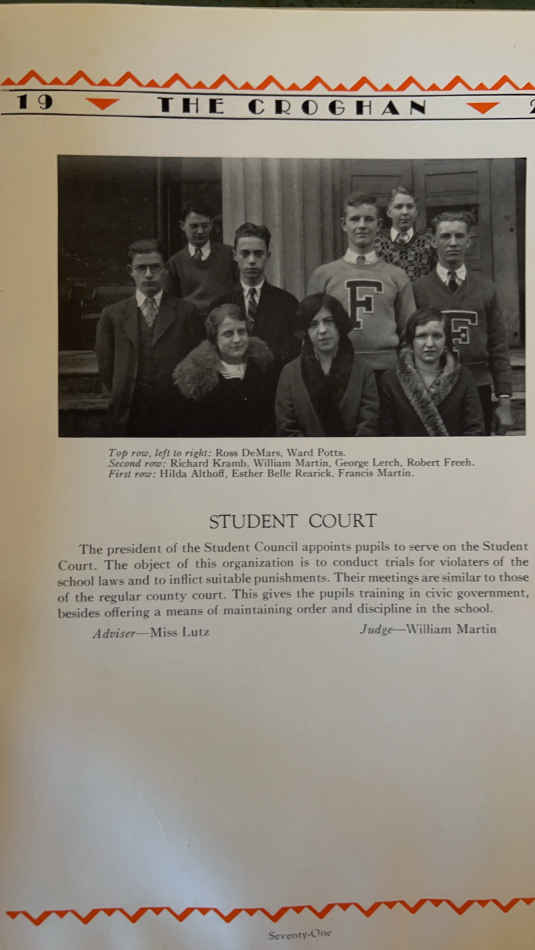 19 THE CROGHAN
F
F
Top row, left to right: Ross DeMars, Ward Potts.
Second row: Richard Kramb, William Martin, George Lerch, Robert Freeh.
First row: Hilda Althoff, Esther Belle Rearick, Francis Martin.
STUDENT COURT
The president of the Student Council appoints pupils to serve on the Student
Court. The object of this organization is to conduct trials for violaters of the
school laws and to inflict suitable punishments. Their meetings are similar to those
of the regular county court. This gives the pupils training in civic government,
besides offering a means of maintaining order and discipline in the school.
Adviser—Miss Lutz Judge—William Martin
Seventy-One